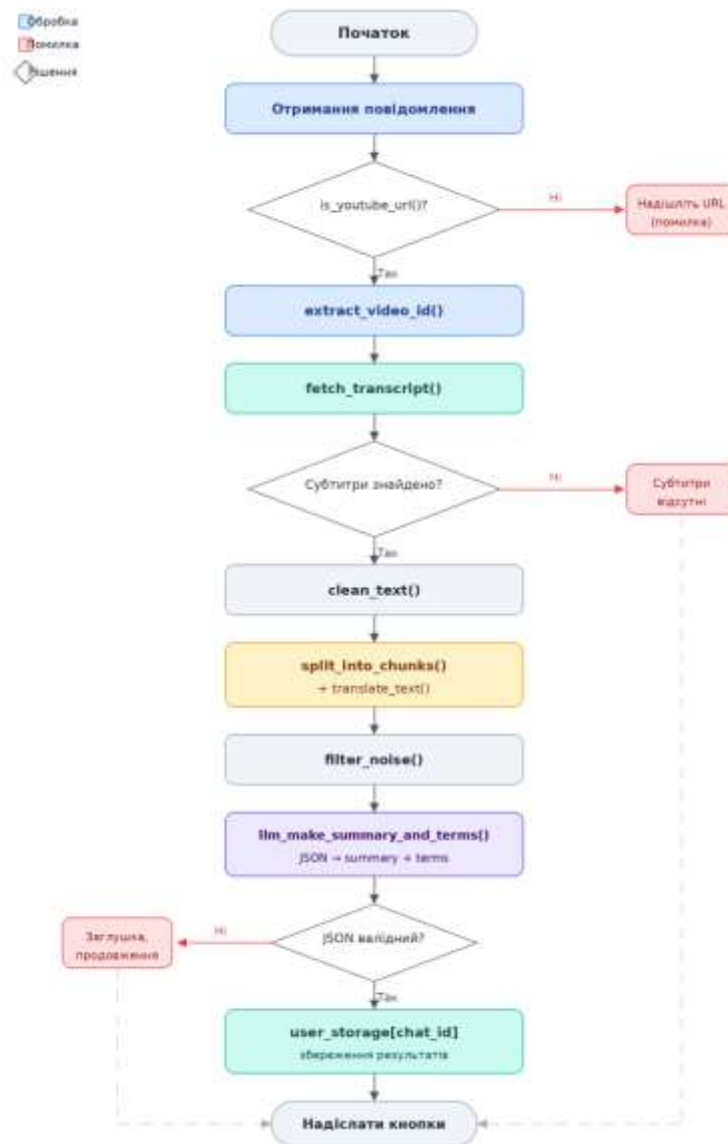 Обробка
Помилка
Рішення
Початок
Отримання повідомлення
is_youtube_url()?
Ні
Надішліть URL
(помилка)
Так
extract_video_id()
fetch_transcript()
Субтитри знайдено?
Ні
Субтитри
відсутні
Так
clean_text()
split_into_chunks()
→ translate_text()
filter_noise()
llm_make_summary_and_terms()
JSON → summary + terms
JSON валідний?
Ні
Заглушка,
продовження
Так
user_storage[chat_id]
збереження результатів
Надіслати кнопки